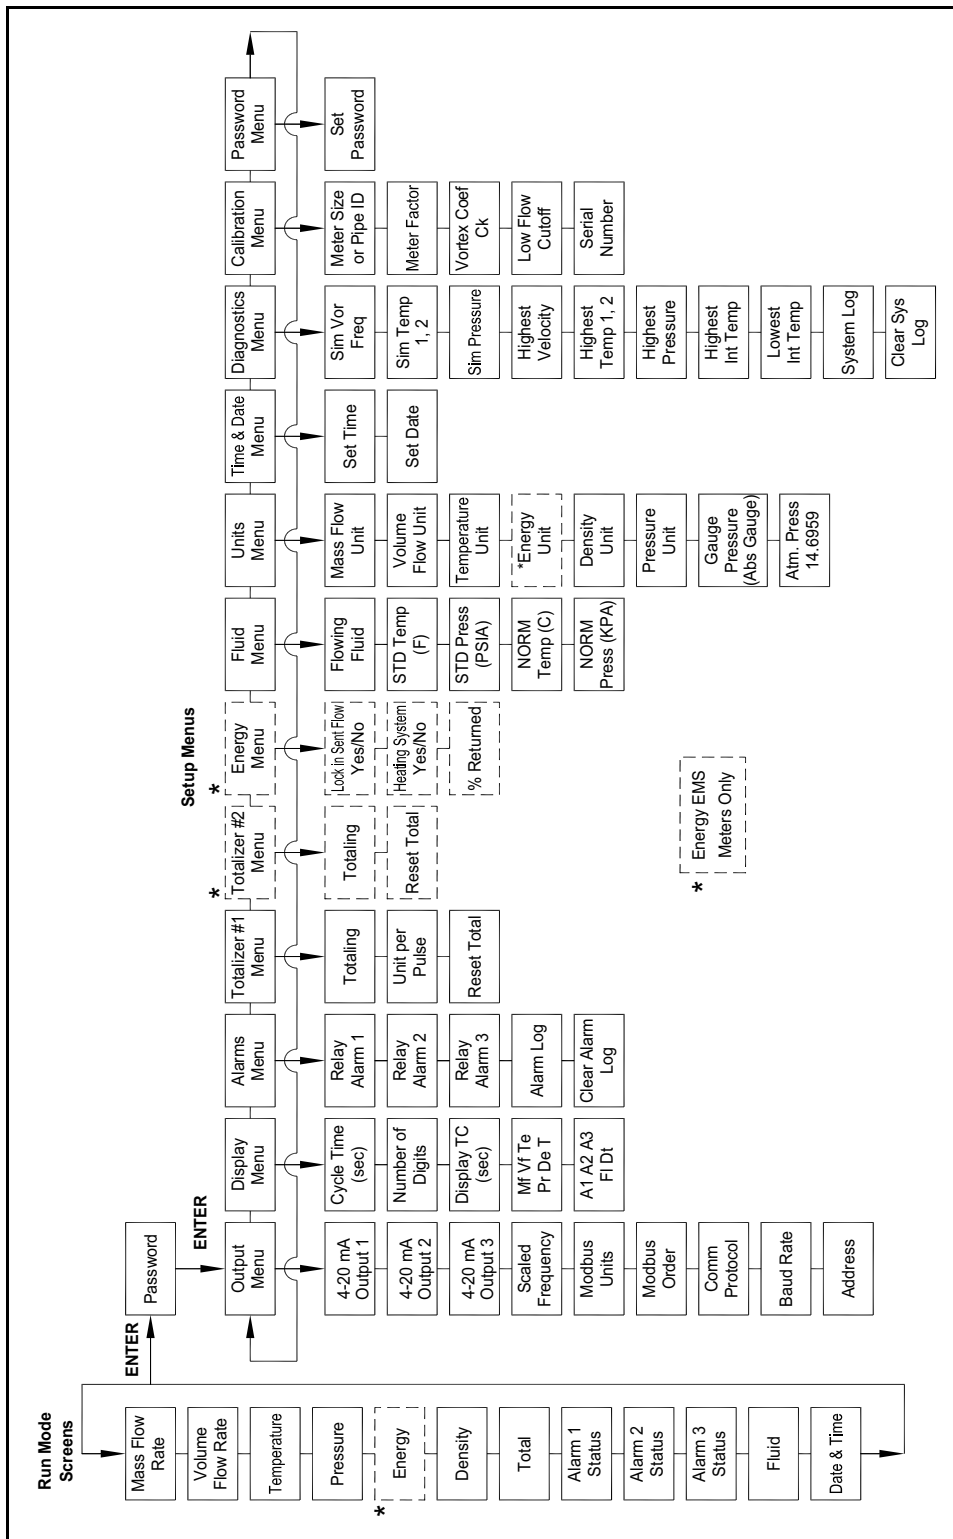 Run Mode
Screens
Mass Flow
Rate
Volume
Flow Rate
Temperature
Pressure
*
Energy
Density
Total
Alarm 1
Status
Alarm 2
Status
Alarm 3
Status
Fluid
Date & Time
ENTER
Password
ENTER
Setup Menus
Output
Menu
4-20 mA
Output 1
4-20 mA
Output 2
4-20 mA
Output 3
Scaled
Frequency
Modbus
Units
Modbus
Order
Comm
Protocol
Baud Rate
Address
Display
Menu
Cycle Time
(sec)
Number of
Digits
Display TC
(sec)
Mf Vf Te
Pr De T
A1 A2 A3
Fl Dt
Alarms
Menu
Relay
Alarm 1
Relay
Alarm 2
Relay
Alarm 3
Alarm Log
Clear Alarm
Log
Totalizer #1
Menu
Totaling
Unit per
Pulse
Reset Total
*
Totalizer #2
Menu
Totaling
Reset Total
*
Energy
Menu
Lock in Sent Flow
Yes/No
Heating System
Yes/No
% Returned
Fluid
Menu
Flowing
Fluid
STD Temp
(F)
STD Press
(PSIA)
NORM
Temp (C)
NORM
Press (KPA)
Units
Menu
Mass Flow
Unit
Volume
Flow Unit
Temperature
Unit
*Energy
Unit
Density
Unit
Pressure
Unit
Gauge
Pressure
(Abs Gauge)
Atm. Press
14.6959
Time & Date
Menu
Set Time
Set Date
Diagnostics
Menu
Sim Vor
Freq
Sim Temp
1, 2
Sim Pressure
Highest
Velocity
Highest
Temp 1, 2
Highest
Pressure
Highest
Int Temp
Lowest
Int Temp
System Log
Clear Sys
Log
Calibration
Menu
Meter Size
or Pipe ID
Meter Factor
Vortex Coef
Ck
Low Flow
Cutoff
Serial
Number
Password
Menu
Set
Password
*
Energy EMS
Meters Only